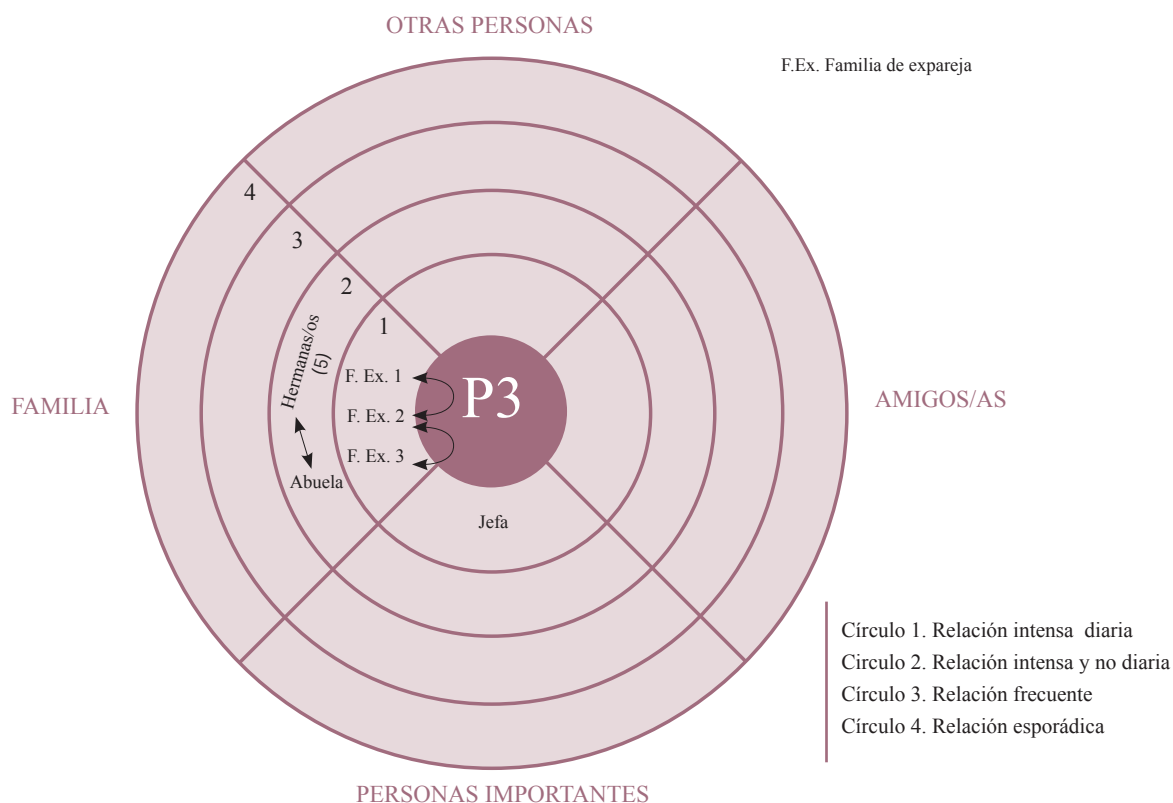 OTRAS PERSONAS
F.Ex. Familia de expareja
4
3
2
1
Hermanas/os
(5)
F. Ex. 1
P3
FAMILIA
F. Ex. 2
AMIGOS/AS
F. Ex. 3
Abuela
Jefa
Círculo 1. Relación intensa diaria
Circulo 2. Relación intensa y no diaria
Círculo 3. Relación frecuente
Círculo 4. Relación esporádica
PERSONAS IMPORTANTES